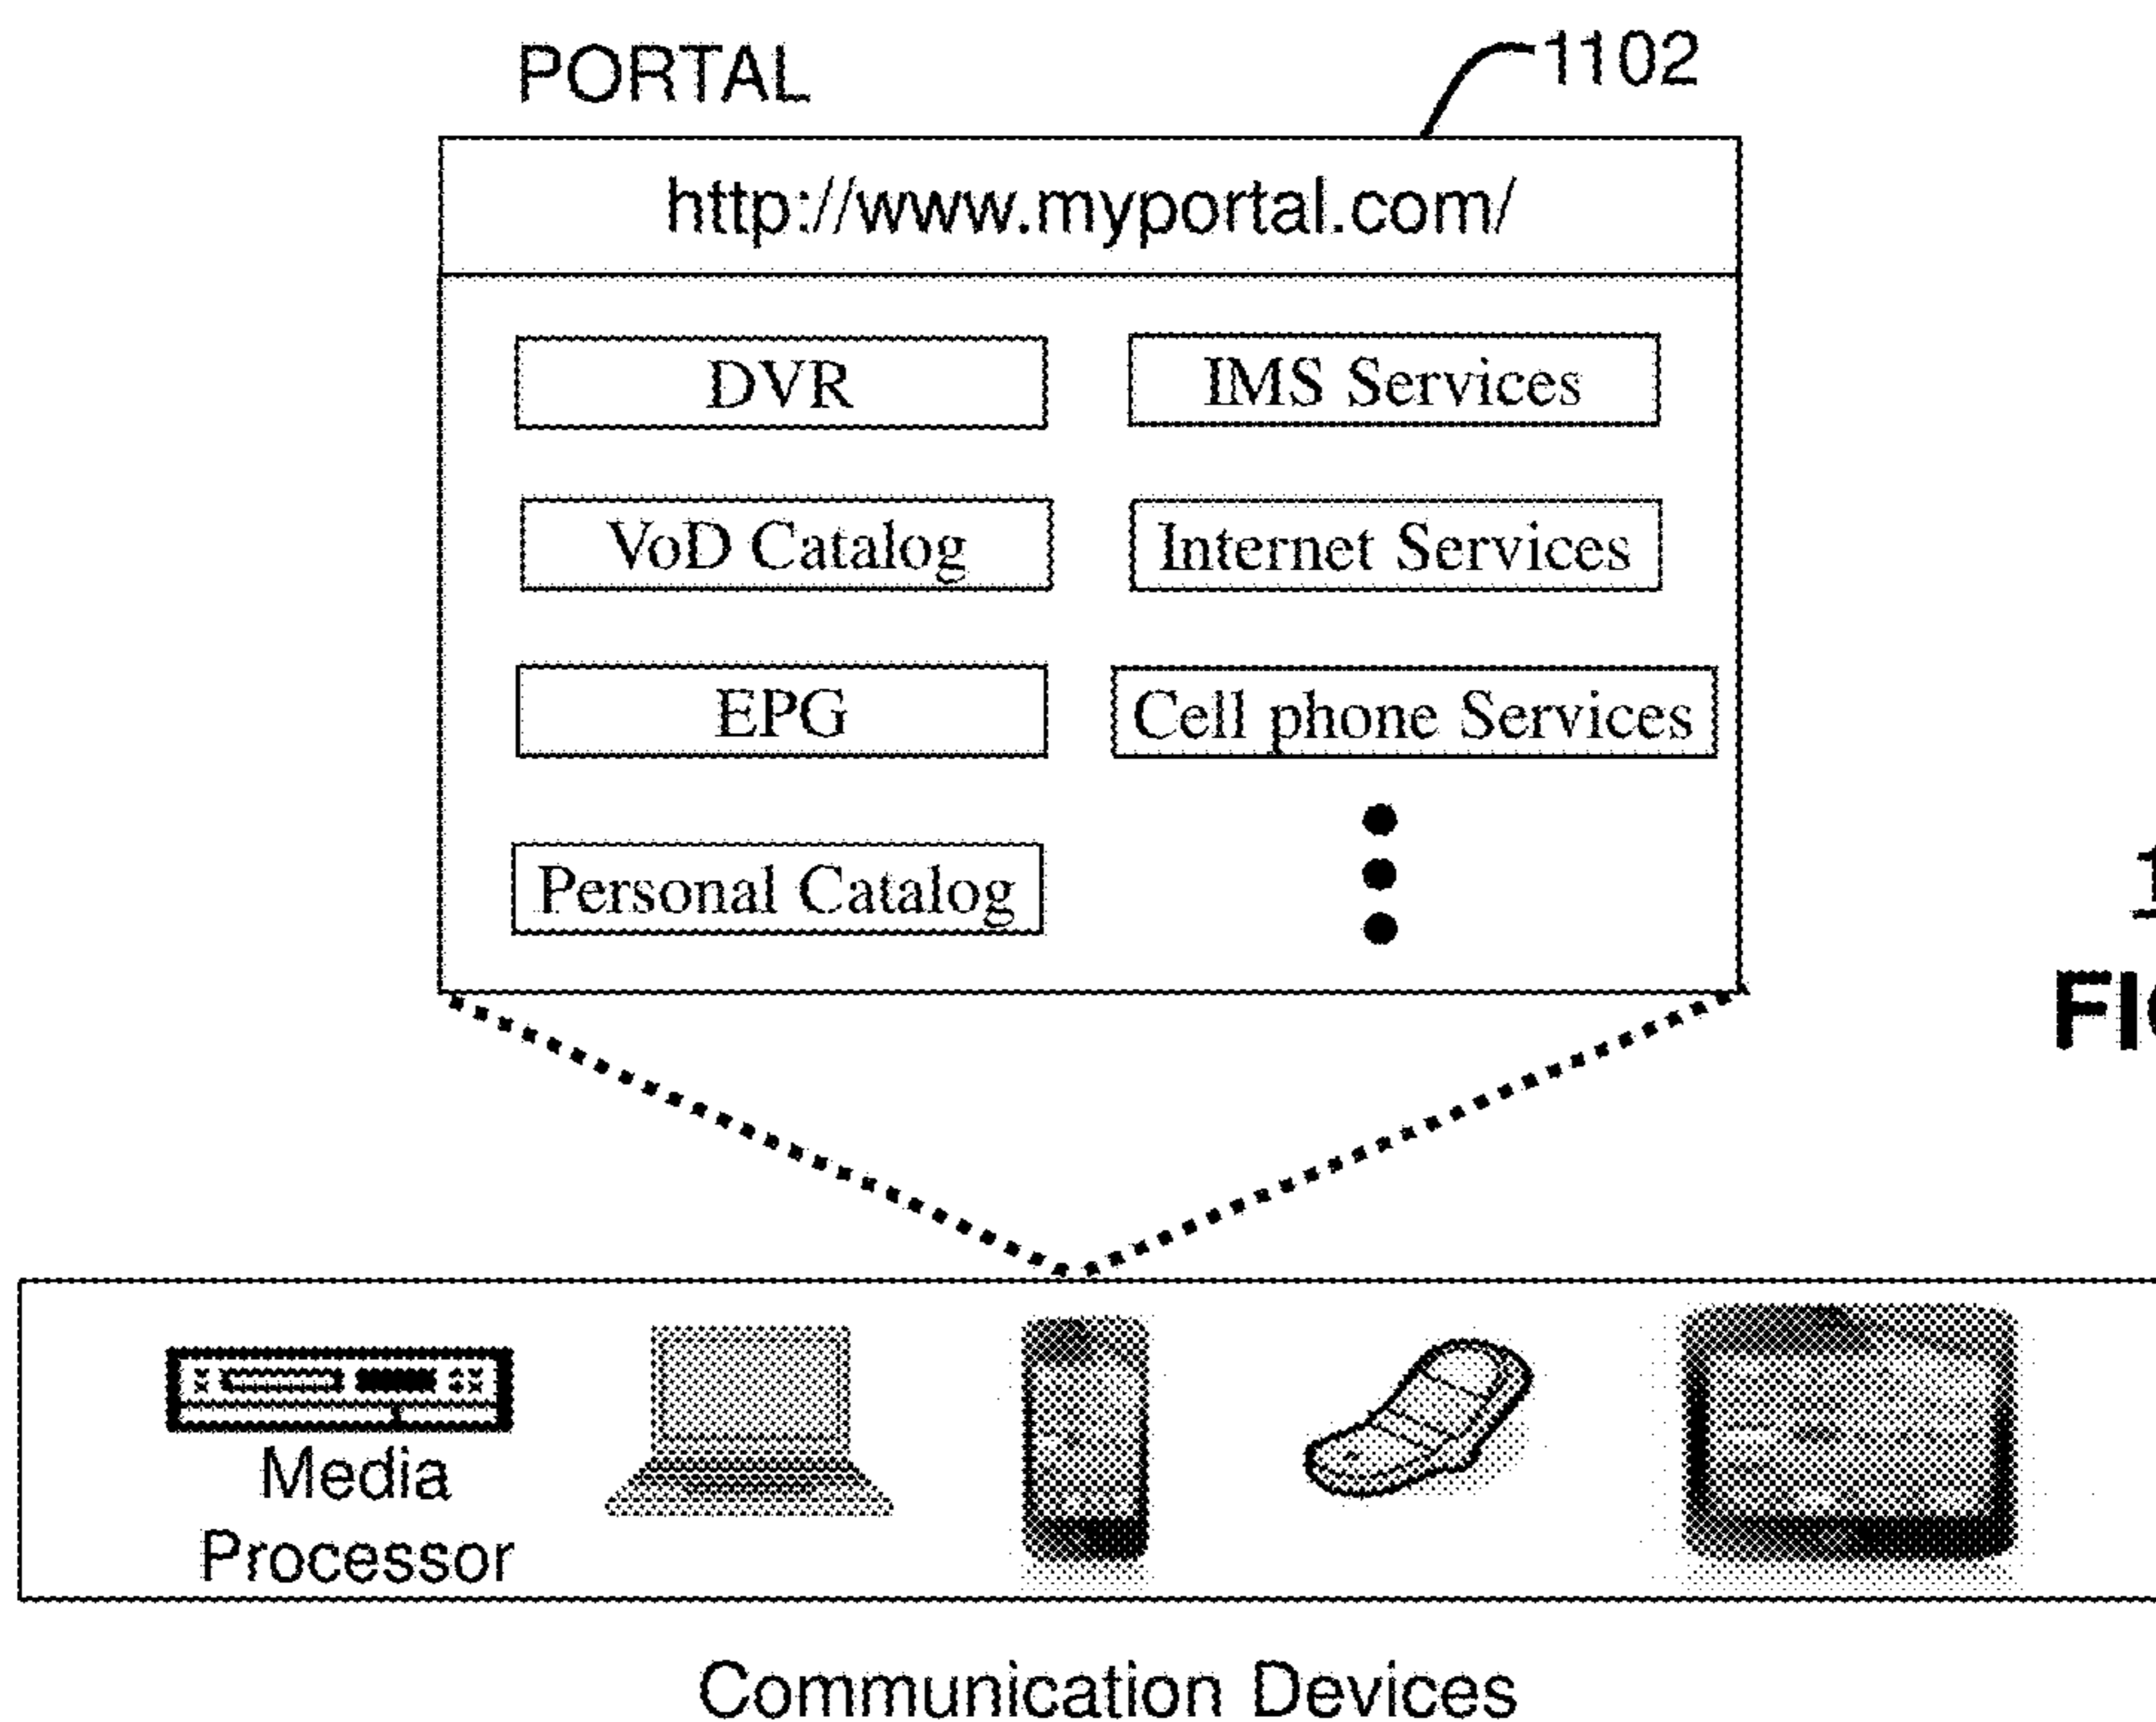 PORTAL
1102
http://www.myportal.com/
DVR
IMS Services
VoD Catalog
Internet Services
EPG
Cell phone Services
Personal Catalog
Media
Processor
Communication Devices